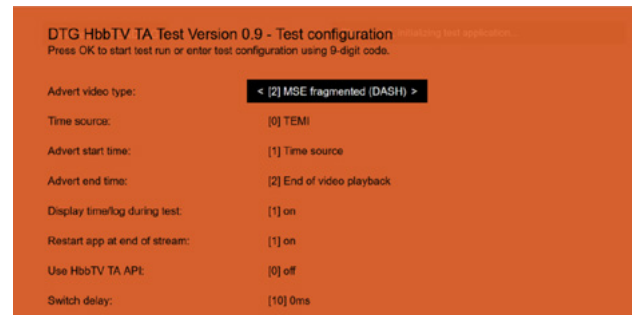 DTG HbbTV TA Test Version 0.9 - Test configuration initializing test application...
Press OK to start test run or enter test configuration using 9-digit code.
Advert video type: < [2] MSE fragmented (DASH) >
Time source: [0] TEMI
Advert start time: [1] Time source
Advert end time: [2] End of video playback
Display time/log during test: [1] on
Restart app at end of stream: [1] on
Use HbbTV TA API: [0] off
Switch delay: [10] 0ms